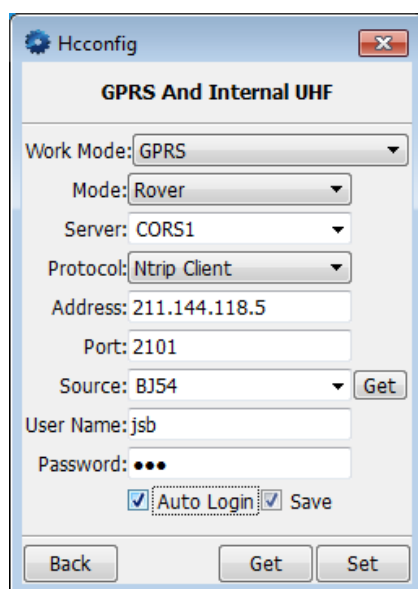 Hcconfig
GPRS And Internal UHF
Work Mode: GPRS
Mode: Rover
Server: CORS1
Protocol: Ntrip Client
Address: 211.144.118.5
Port: 2101
Source: BJ54 Get
User Name: jsb
Password: •••
Auto Login Save
Back Get Set